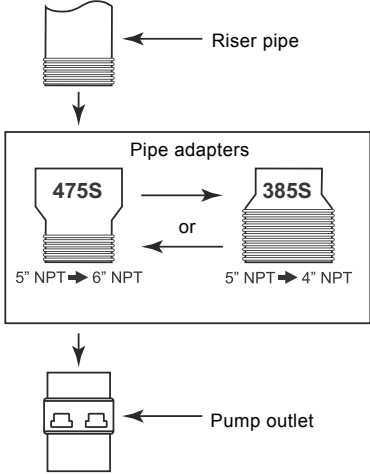 Riser pipe
Pipe adapters
475S
385S
or
5” NPT ➡ 6” NPT
5” NPT ➡ 4” NPT
Pump outlet